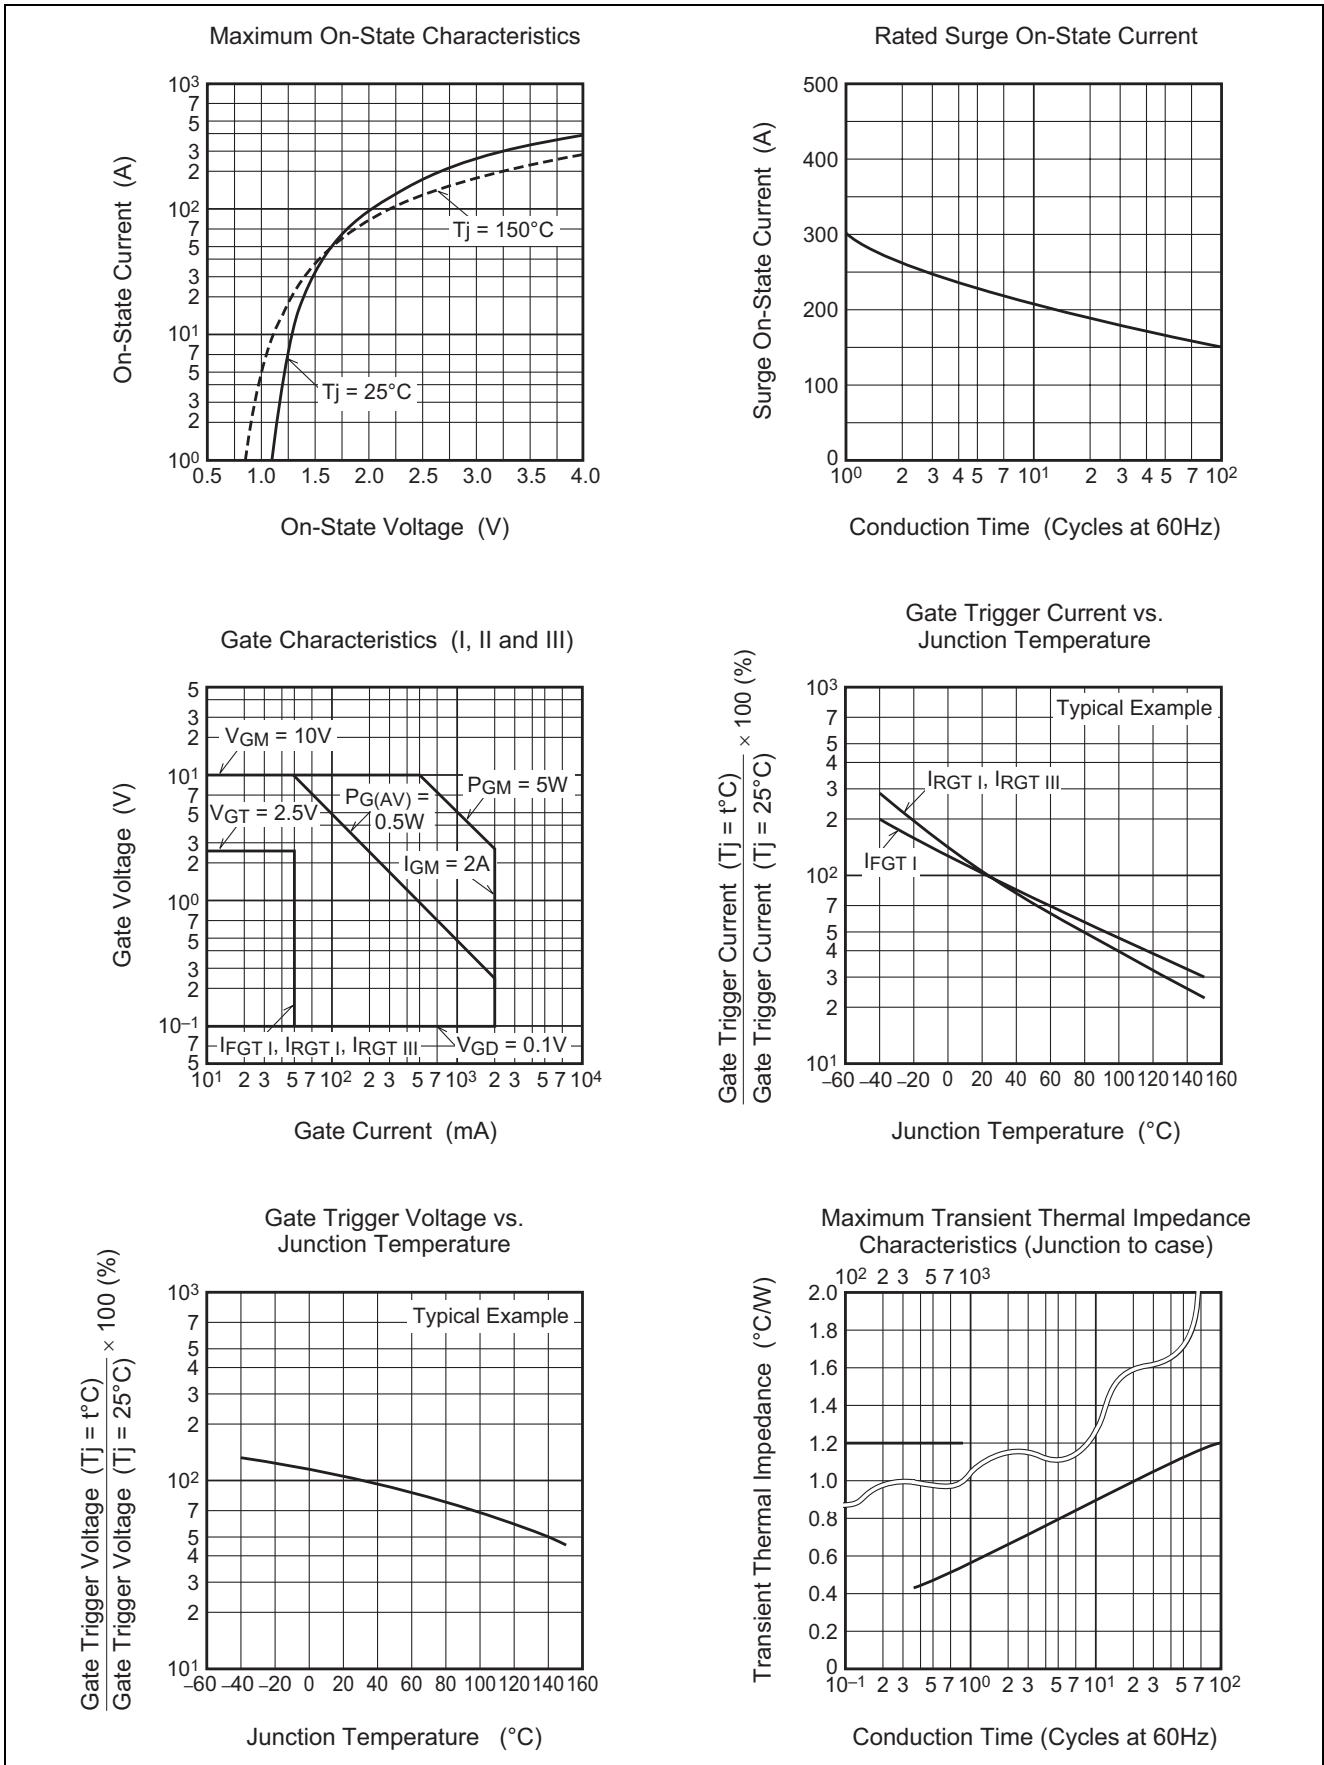 Maximum On-State Characteristics
On-State Current (A)
10³
7
5
3
2
10²
7
5
3
2
10¹
7
5
3
2
10⁰
Tj = 150°C
Tj = 25°C
0.5 1.0 1.5 2.0 2.5 3.0 3.5 4.0
On-State Voltage (V)
Rated Surge On-State Current
Surge On-State Current (A)
500
400
300
200
100
0
10⁰ 2 3 4 5 7 10¹ 2 3 4 5 7 10²
Conduction Time (Cycles at 60Hz)
Gate Characteristics (I, II and III)
Gate Voltage (V)
5
3
2
10¹
7
5
3
2
10⁰
7
5
3
2
10⁻¹
7
5
VGM = 10V
PGM = 5W
PG(AV) =
0.5W
VGT = 2.5V
IGM = 2A
IFGT I, IRGT I, IRGT III
VGD = 0.1V
10¹ 2 3 5 7 10² 2 3 5 7 10³ 2 3 5 7 10⁴
Gate Current (mA)
Gate Trigger Current vs.
Junction Temperature
Gate Trigger Current (Tj = t°C)
Gate Trigger Current (Tj = 25°C)
× 100 (%)
10³
7
5
4
3
2
10²
7
5
4
3
2
10¹
Typical Example
IRGT I, IRGT III
IFGT I
–60 –40 –20 0 20 40 60 80 100 120 140 160
Junction Temperature (°C)
Gate Trigger Voltage vs.
Junction Temperature
Gate Trigger Voltage (Tj = t°C)
Gate Trigger Voltage (Tj = 25°C)
× 100 (%)
10³
7
5
4
3
2
10²
7
5
4
3
2
10¹
Typical Example
–60 –40 –20 0 20 40 60 80 100 120 140 160
Junction Temperature (°C)
Maximum Transient Thermal Impedance
Characteristics (Junction to case)
Transient Thermal Impedance (°C/W)
10² 2 3 5 7 10³
2.0
1.8
1.6
1.4
1.2
1.0
0.8
0.6
0.4
0.2
0
10⁻¹ 2 3 5 7 10⁰ 2 3 5 7 10¹ 2 3 5 7 10²
Conduction Time (Cycles at 60Hz)